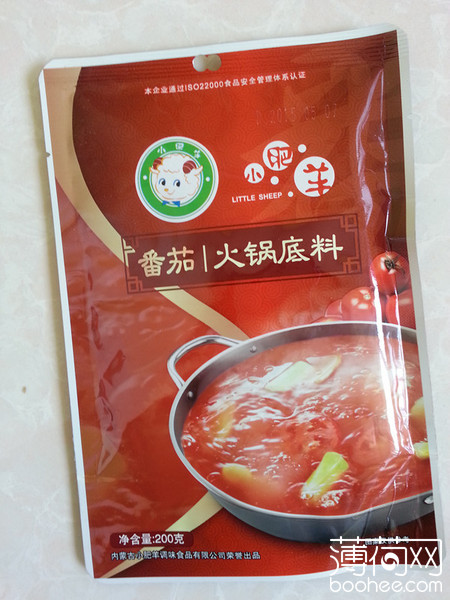 本企业通过ISO22000食品安全管理体系认证
小肥羊
小肥羊
LITTLE SHEEP
番茄|火锅底料
净含量:200克
内蒙古小肥羊调味食品有限公司荣誉出品
薄荷网
boohee.com